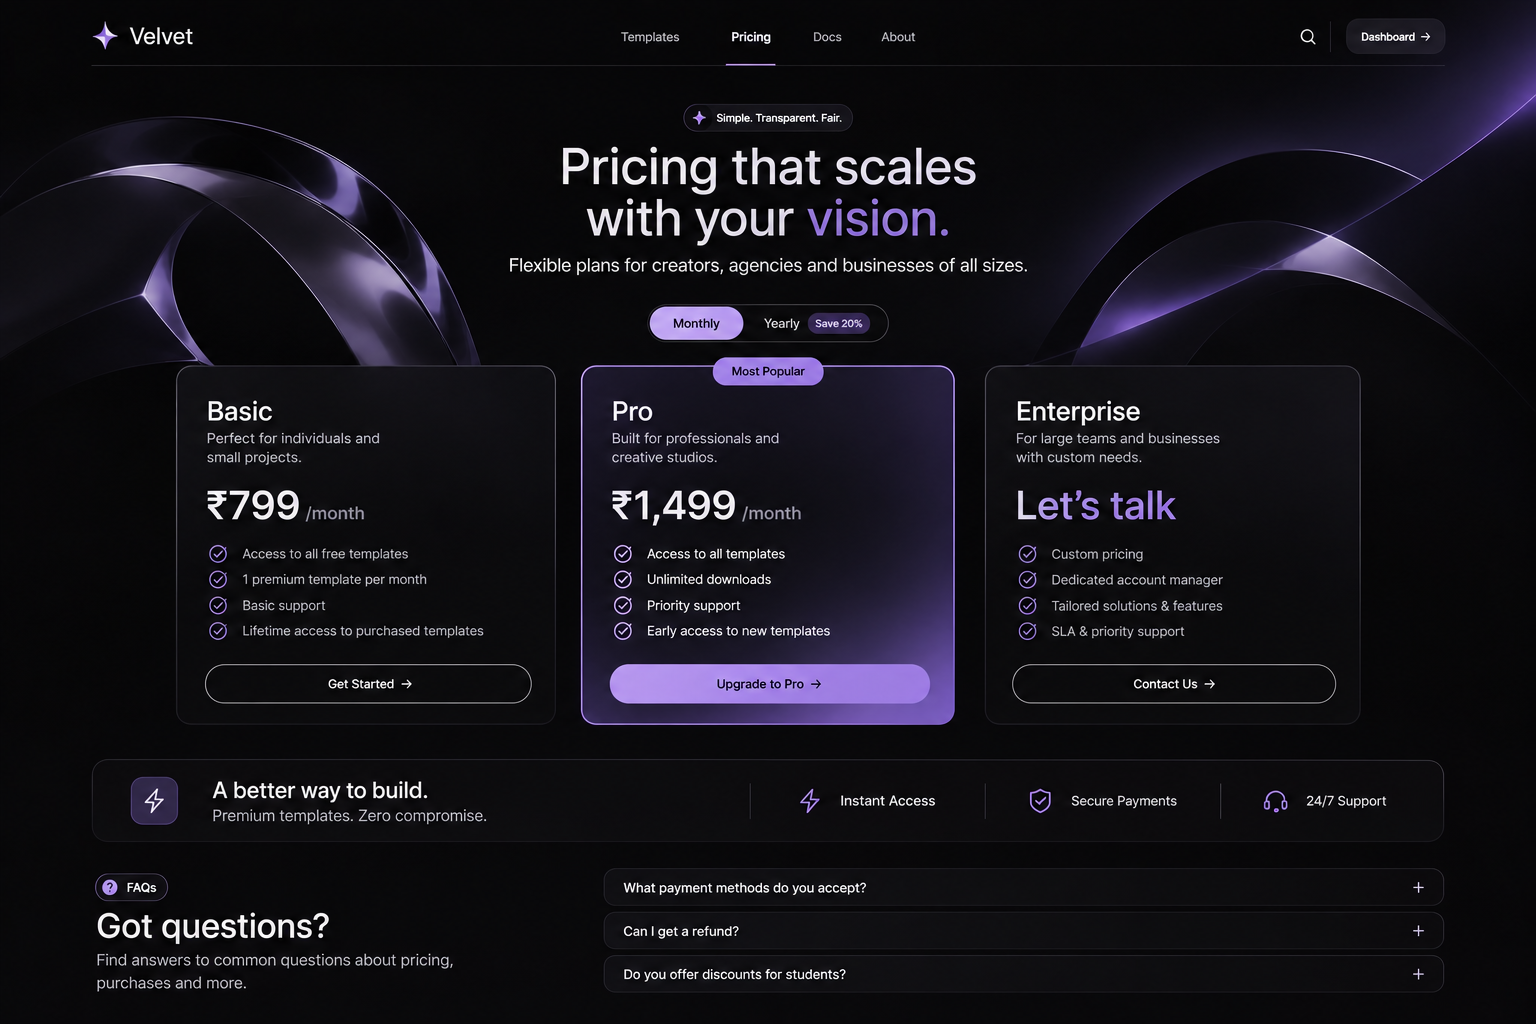 Velvet
Templates
Pricing
Docs
About
Dashboard →
Simple. Transparent. Fair.
Pricing that scales
with your vision.
Flexible plans for creators, agencies and businesses of all sizes.
Monthly
Yearly
Save 20%
Basic
Perfect for individuals and
small projects.
₹799 /month
Access to all free templates
1 premium template per month
Basic support
Lifetime access to purchased templates
Get Started →
Most Popular
Pro
Built for professionals and
creative studios.
₹1,499 /month
Access to all templates
Unlimited downloads
Priority support
Early access to new templates
Upgrade to Pro →
Enterprise
For large teams and businesses
with custom needs.
Let's talk
Custom pricing
Dedicated account manager
Tailored solutions & features
SLA & priority support
Contact Us →
A better way to build.
Premium templates. Zero compromise.
Instant Access
Secure Payments
24/7 Support
? FAQs
Got questions?
Find answers to common questions about pricing,
purchases and more.
What payment methods do you accept? +
Can I get a refund? +
Do you offer discounts for students? +